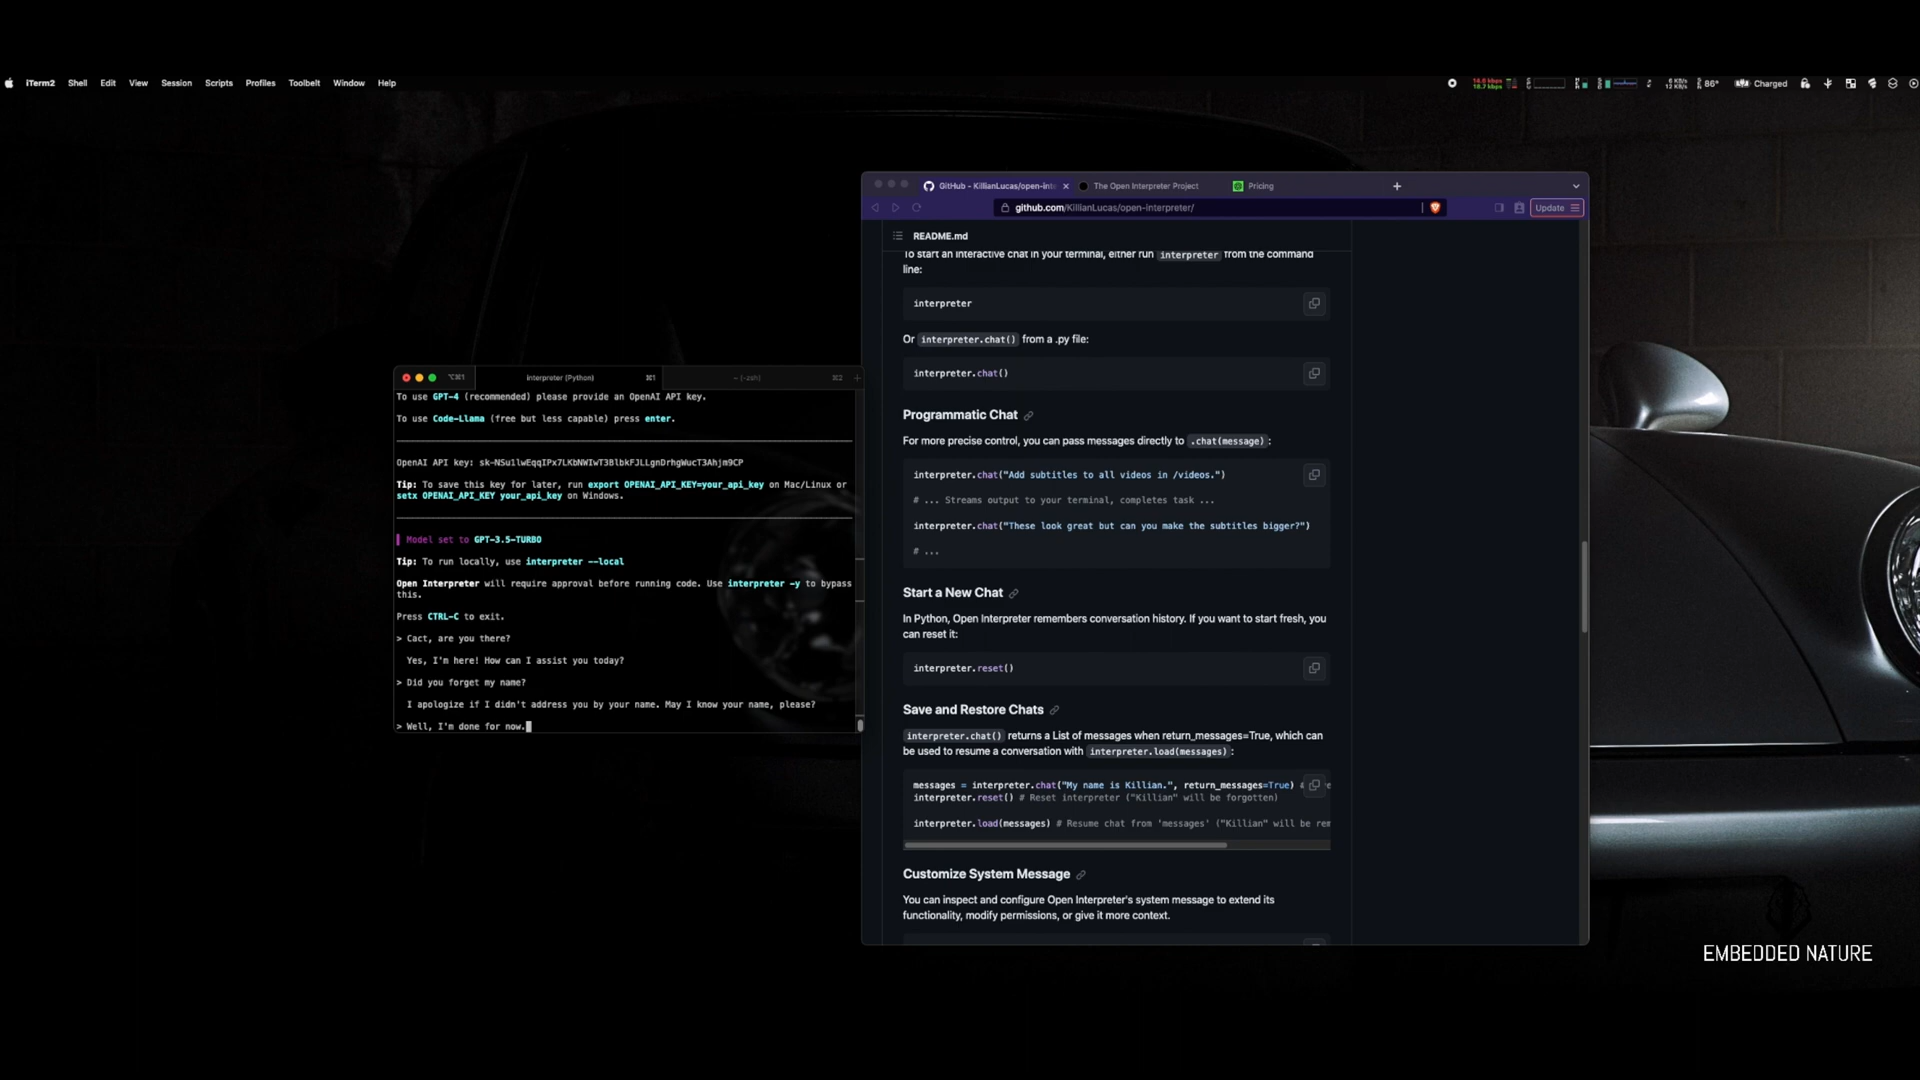 iTerm2 Shell Edit View Session Scripts Profiles Toolbelt Window Help
86° Charged
GitHub - KillianLucas/open-inte
The Open Interpreter Project
Pricing
github.com/KillianLucas/open-interpreter/
Update
README.md
To start an interactive chat in your terminal, either run interpreter from the command
line:
interpreter
Or interpreter.chat() from a .py file:
interpreter.chat()
Programmatic Chat
For more precise control, you can pass messages directly to .chat(message):
interpreter.chat("Add subtitles to all videos in /videos.")
# ... Streams output to your terminal, completes task ...
interpreter.chat("These look great but can you make the subtitles bigger?")
# ...
Start a New Chat
In Python, Open Interpreter remembers conversation history. If you want to start fresh, you
can reset it:
interpreter.reset()
Save and Restore Chats
interpreter.chat() returns a List of messages when return_messages=True, which can
be used to resume a conversation with interpreter.load(messages):
messages = interpreter.chat("My name is Killian.", return_messages=True) #
interpreter.reset() # Reset interpreter ("Killian" will be forgotten)
interpreter.load(messages) # Resume chat from 'messages' ("Killian" will be rem
Customize System Message
You can inspect and configure Open Interpreter's system message to extend its
functionality, modify permissions, or give it more context.
interpreter (Python) ⌘1
~ (-zsh) ⌘2
To use GPT-4 (recommended) please provide an OpenAI API key.
To use Code-Llama (free but less capable) press enter.
OpenAI API key:
Tip: To save this key for later, run export OPENAI_API_KEY=your_api_key on Mac/Linux or
setx OPENAI_API_KEY your_api_key on Windows.
Model set to GPT-3.5-TURBO
Tip: To run locally, use interpreter --local
Open Interpreter will require approval before running code. Use interpreter -y to bypass
this.
Press CTRL-C to exit.
> Cact, are you there?
Yes, I'm here! How can I assist you today?
> Did you forget my name?
I apologize if I didn't address you by your name. May I know your name, please?
> Well, I'm done for now.
EMBEDDED NATURE